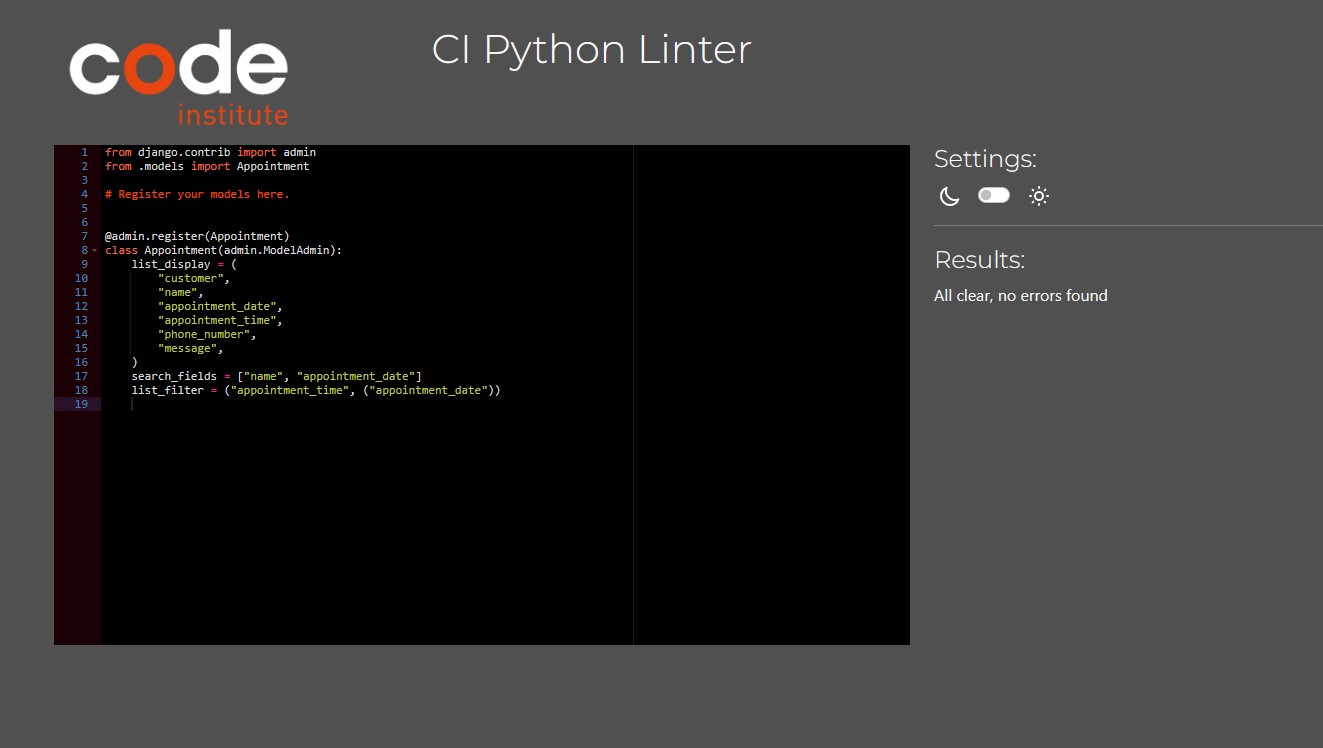 code
institute
CI Python Linter
1 from django.contrib import admin
2 from .models import Appointment
3
4 # Register your models here.
5
6
7 @admin.register(Appointment)
8 class Appointment(admin.ModelAdmin):
9     list_display = (
10         "customer",
11         "name",
12         "appointment_date",
13         "appointment_time",
14         "phone_number",
15         "message",
16     )
17     search_fields = ["name", "appointment_date"]
18     list_filter = ("appointment_time", ("appointment_date"))
19
Settings:
Results:
All clear, no errors found